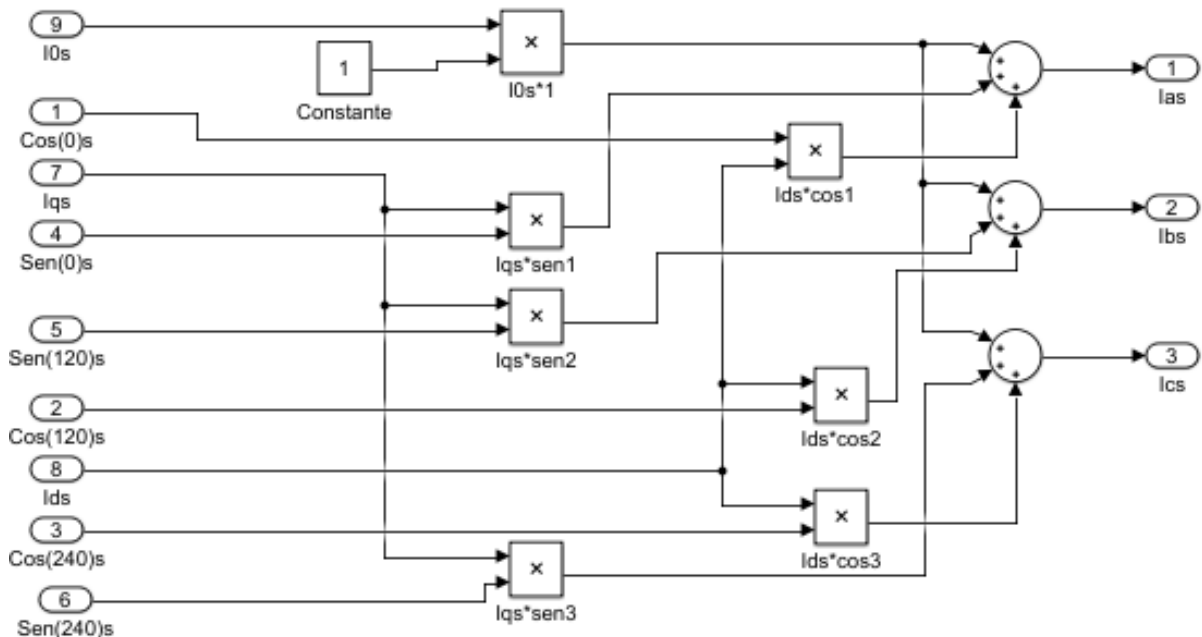 9
I0s
1
Constante
×
I0s*1
1
Ias
1
Cos(0)s
×
Ids*cos1
7
Iqs
×
Iqs*sen1
2
Ibs
4
Sen(0)s
×
Iqs*sen2
5
Sen(120)s
3
Ics
2
Cos(120)s
×
Ids*cos2
8
Ids
3
Cos(240)s
×
Ids*cos3
×
Iqs*sen3
6
Sen(240)s
+
+
+
+
+
+
+
+
+